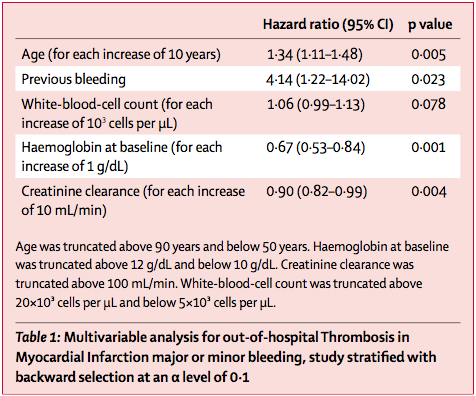 Hazard ratio (95% CI) p value
Age (for each increase of 10 years) 1·34 (1·11–1·48) 0·005
Previous bleeding 4·14 (1·22–14·02) 0·023
White-blood-cell count (for each 1·06 (0·99–1·13) 0·078
increase of 10³ cells per μL)
Haemoglobin at baseline (for each 0·67 (0·53–0·84) 0·001
increase of 1 g/dL)
Creatinine clearance (for each increase 0·90 (0·82–0·99) 0·004
of 10 mL/min)
Age was truncated above 90 years and below 50 years. Haemoglobin at baseline
was truncated above 12 g/dL and below 10 g/dL. Creatinine clearance was
truncated above 100 mL/min. White-blood-cell count was truncated above
20×10³ cells per μL and below 5×10³ cells per μL.
Table 1: Multivariable analysis for out-of-hospital Thrombosis in
Myocardial Infarction major or minor bleeding, study stratified with
backward selection at an α level of 0·1